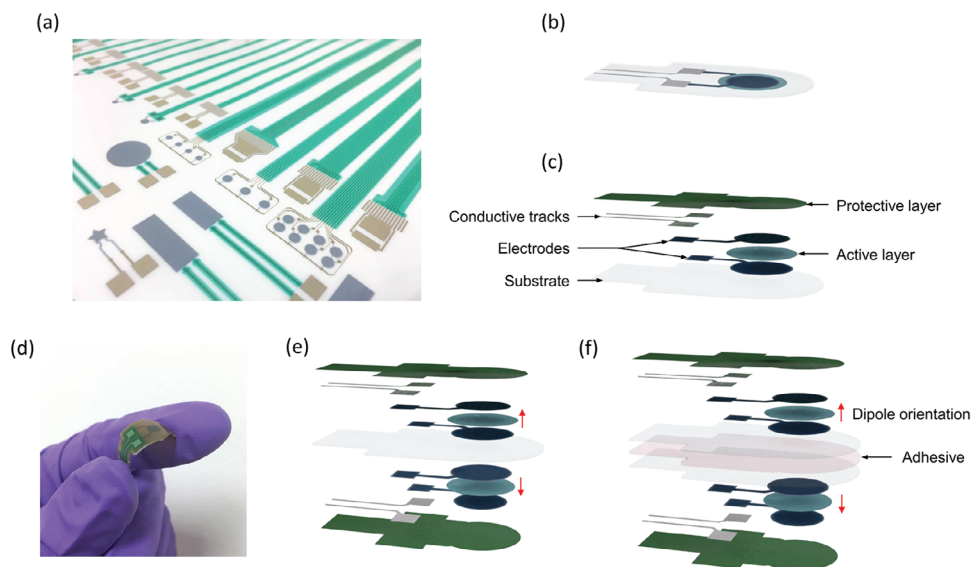 (a)
(b)
(c)
Conductive tracks
Protective layer
Electrodes
Active layer
Substrate
(d)
(e)
(f)
Dipole orientation
Adhesive